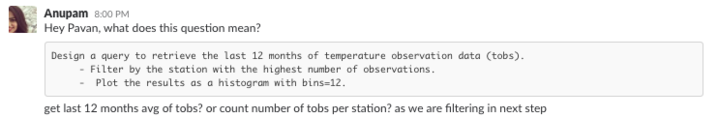 Anupam 8:00 PM
Hey Pavan, what does this question mean?
Design a query to retrieve the last 12 months of temperature observation data (tobs).
- Filter by the station with the highest number of observations.
- Plot the results as a histogram with bins=12.
get last 12 months avg of tobs? or count number of tobs per station? as we are filtering in next step